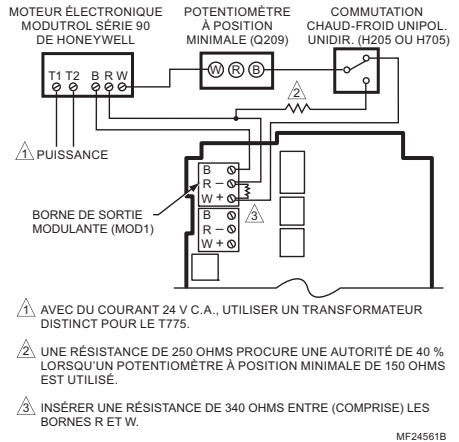 MOTEUR ÉLECTRONIQUE
MODUTROL SÉRIE 90
DE HONEYWELL
POTENTIOMÈTRE
À POSITION
MINIMALE (Q209)
COMMUTATION
CHAUD-FROID UNIPOL.
UNIDIR. (H205 OU H705)
T1 T2 B R W
W R B
2
1 PUISSANCE
B
R –
W +
3
BORNE DE SORTIE
MODULANTE (MOD1)
B
R –
W +
1 AVEC DU COURANT 24 V C.A., UTILISER UN TRANSFORMATEUR
DISTINCT POUR LE T775.
2 UNE RÉSISTANCE DE 250 OHMS PROCURE UNE AUTORITÉ DE 40 %
LORSQU'UN POTENTIOMÈTRE À POSITION MINIMALE DE 150 OHMS
EST UTILISÉ.
3 INSÉRER UNE RÉSISTANCE DE 340 OHMS ENTRE (COMPRISE) LES
BORNES R ET W.
MF24561B